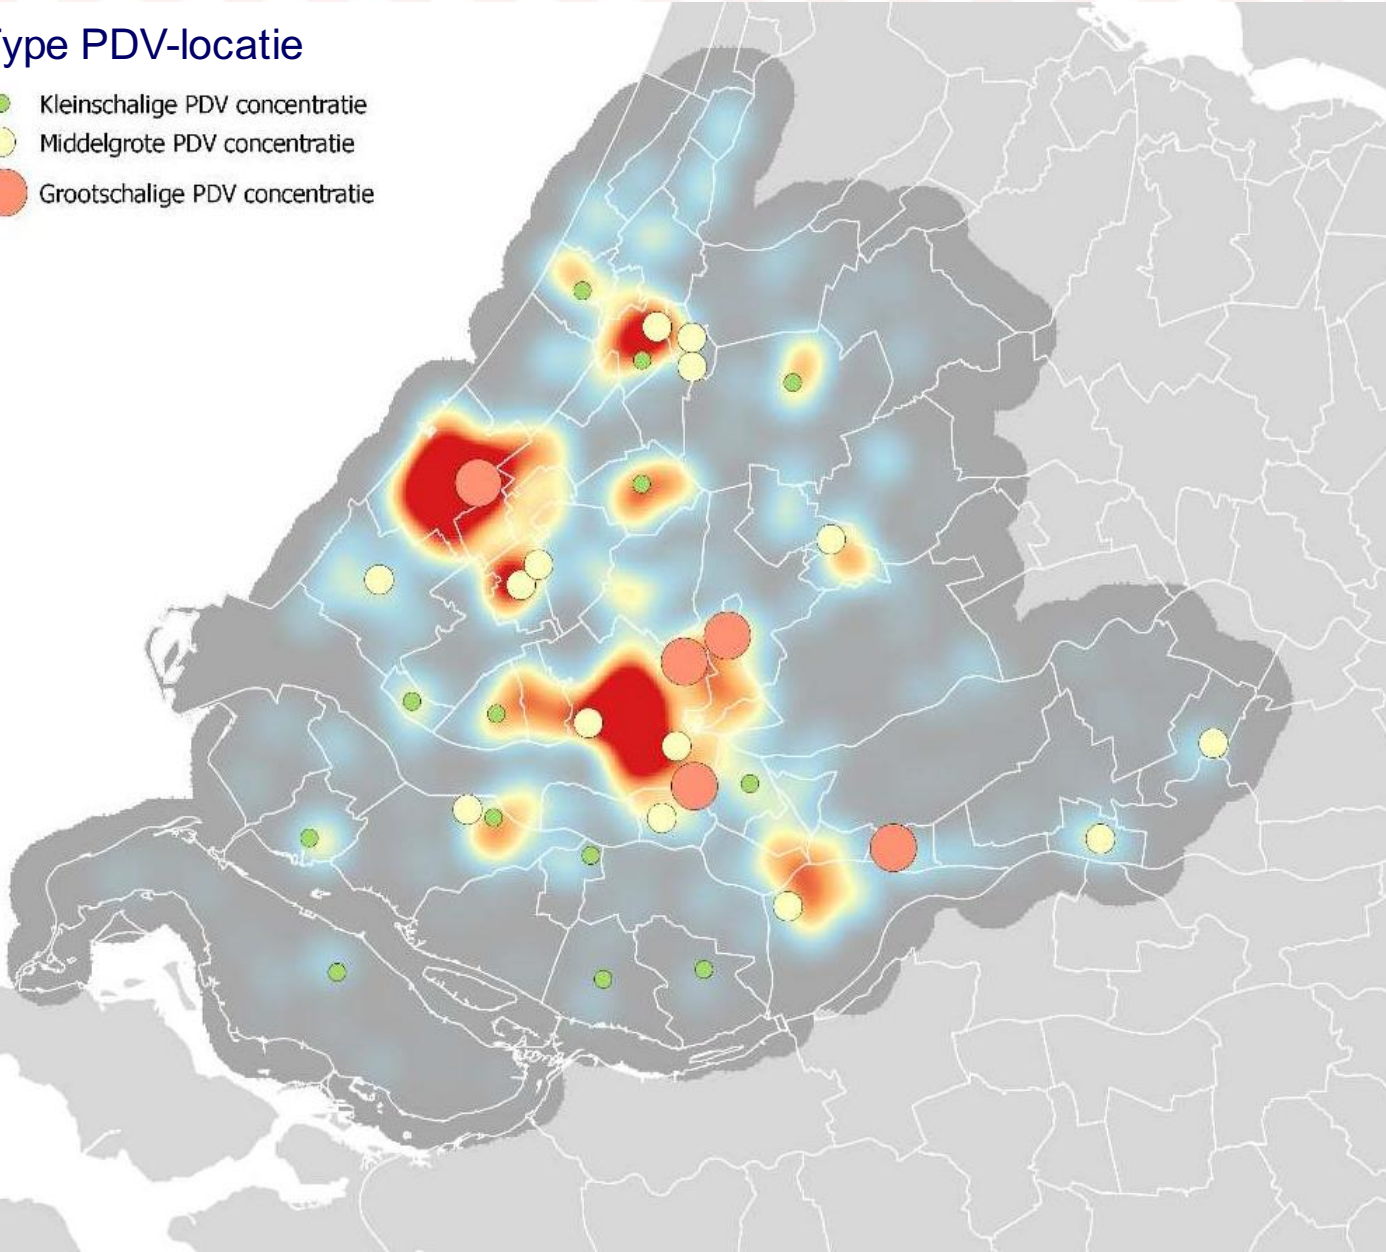 ype PDV-locatie
Kleinschalige PDV concentratie
Middelgrote PDV concentratie
Grootschalige PDV concentratie